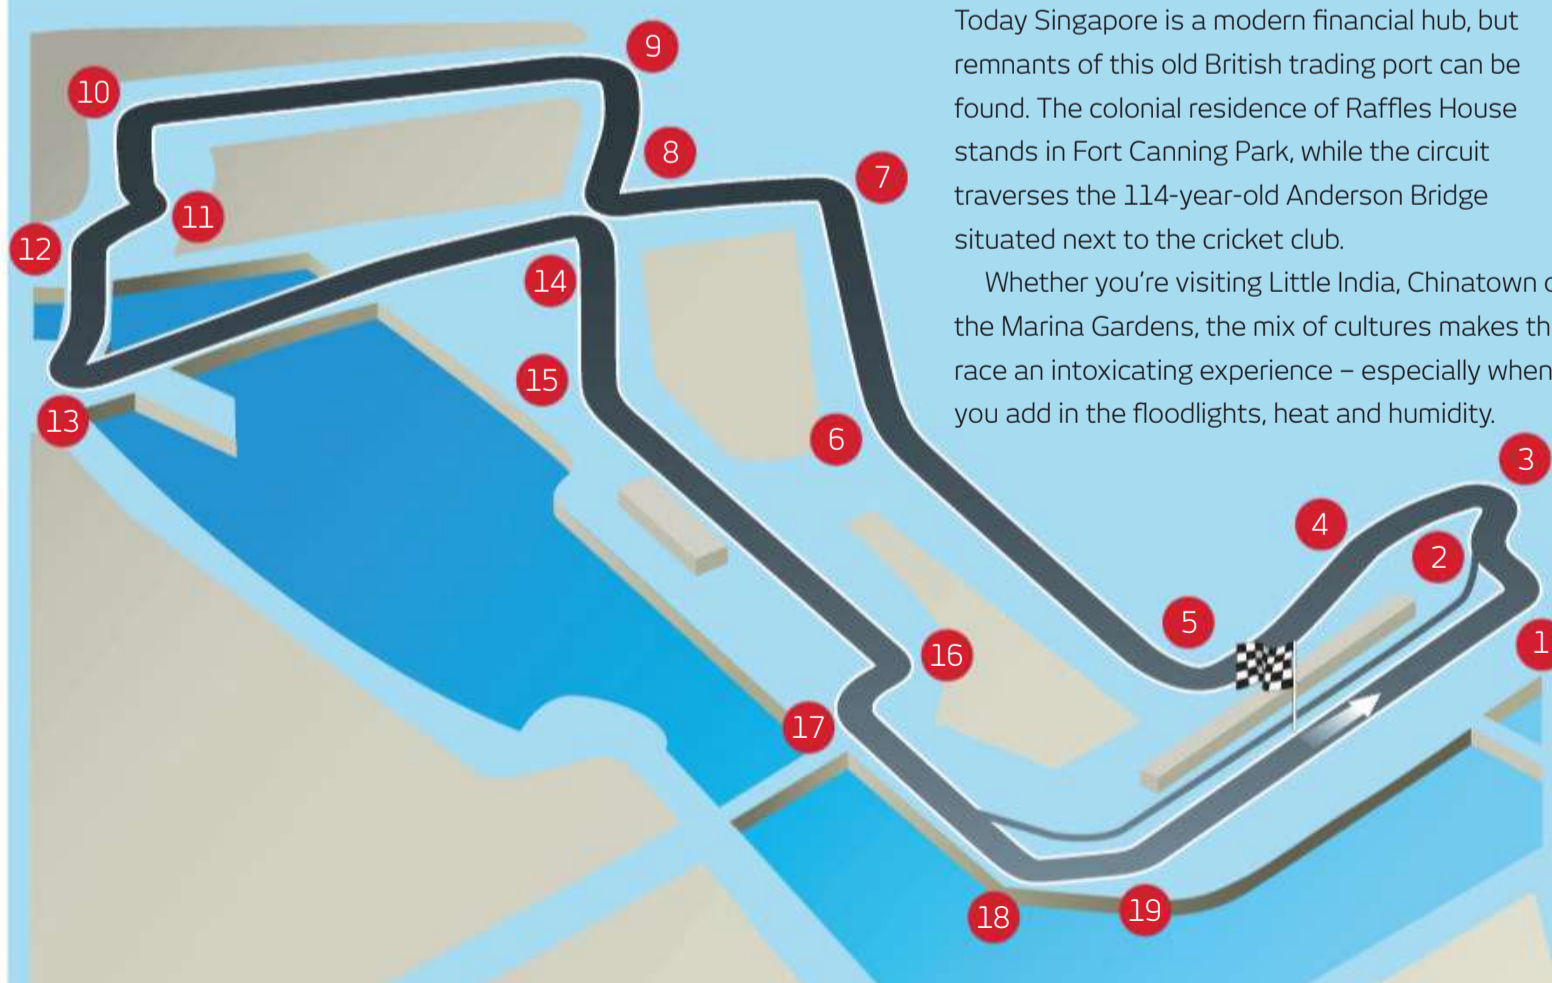 Today Singapore is a modern financial hub, but
remnants of this old British trading port can be
found. The colonial residence of Raffles House
stands in Fort Canning Park, while the circuit
traverses the 114-year-old Anderson Bridge
situated next to the cricket club.
Whether you’re visiting Little India, Chinatown
the Marina Gardens, the mix of cultures makes
race an intoxicating experience – especially when
you add in the floodlights, heat and humidity.
9
10
8
7
11
12
14
15
13
6
3
4
2
5
1
16
17
18
19